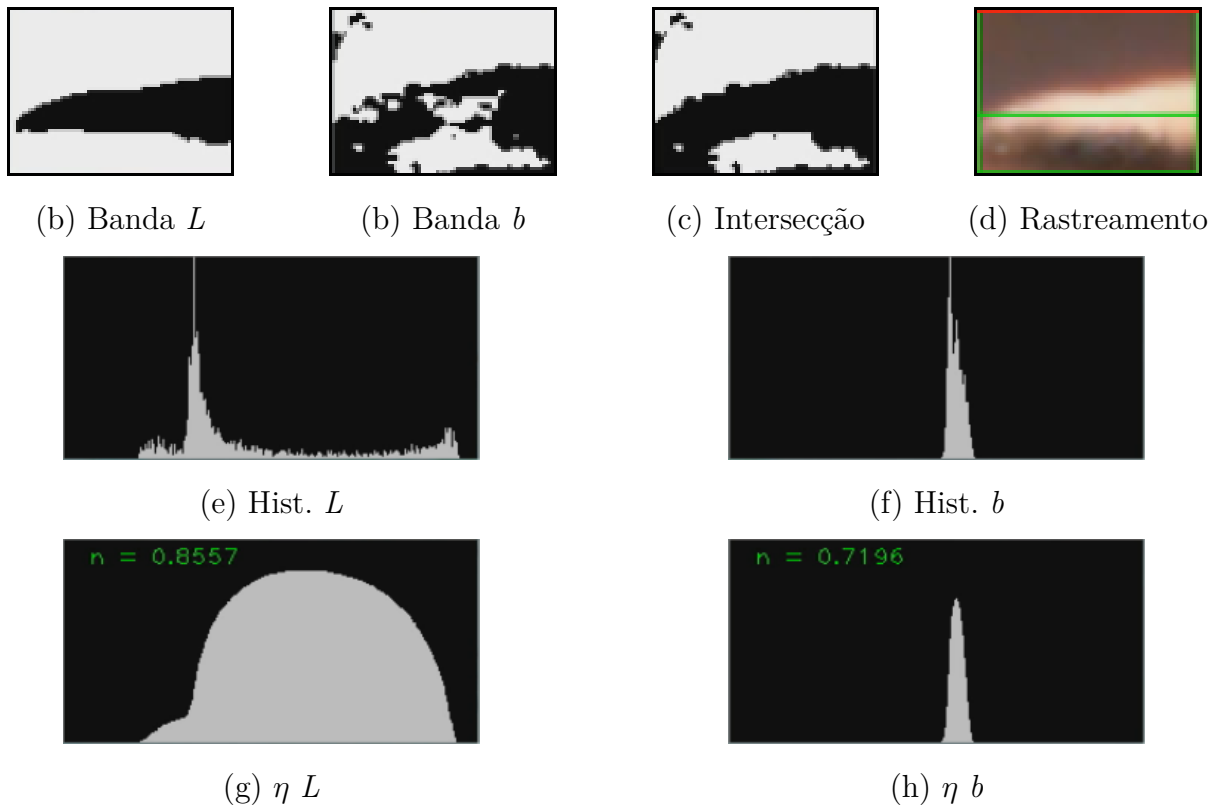 (b) Banda L
(b) Banda b
(c) Intersecção
(d) Rastreamento
(e) Hist. L
(f) Hist. b
n = 0.8557
n = 0.7196
(g) η L
(h) η b